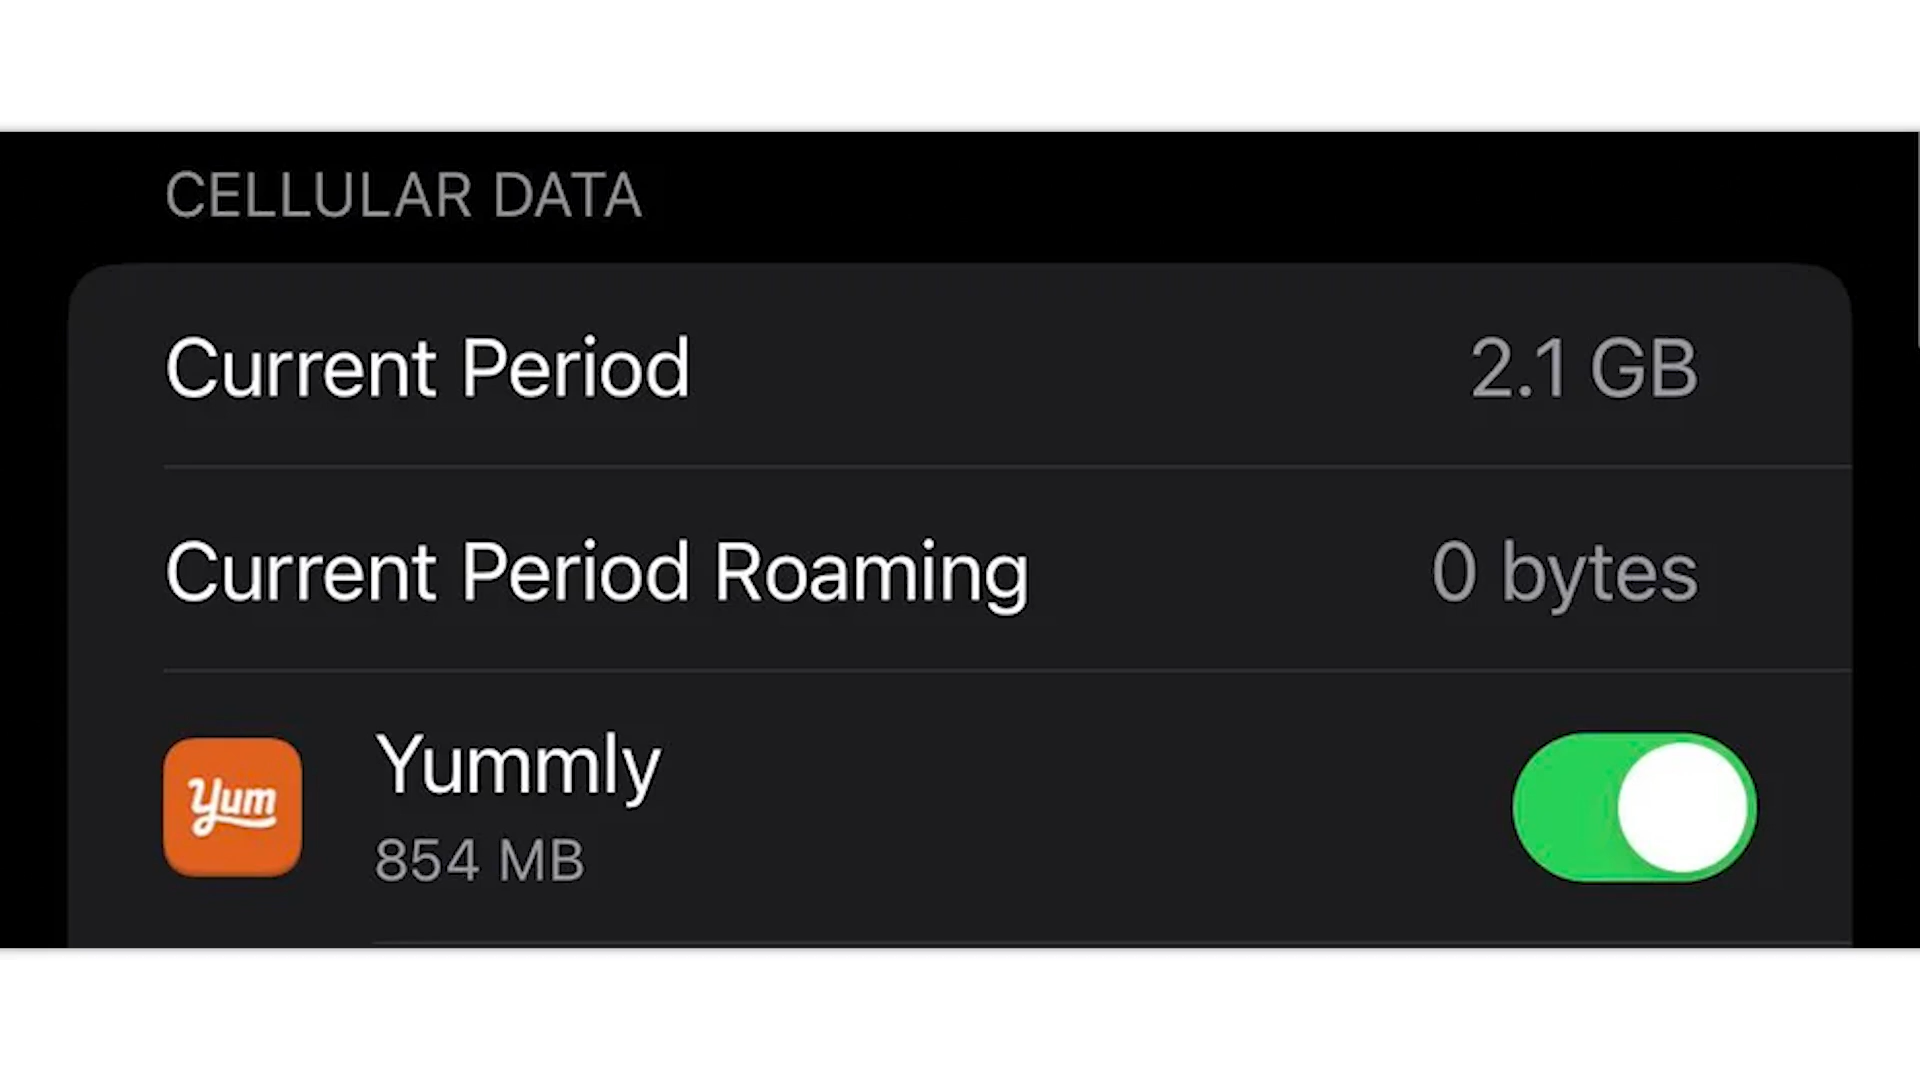 CELLULAR DATA
Current Period 2.1 GB
Current Period Roaming 0 bytes
Yum
Yummly
854 MB